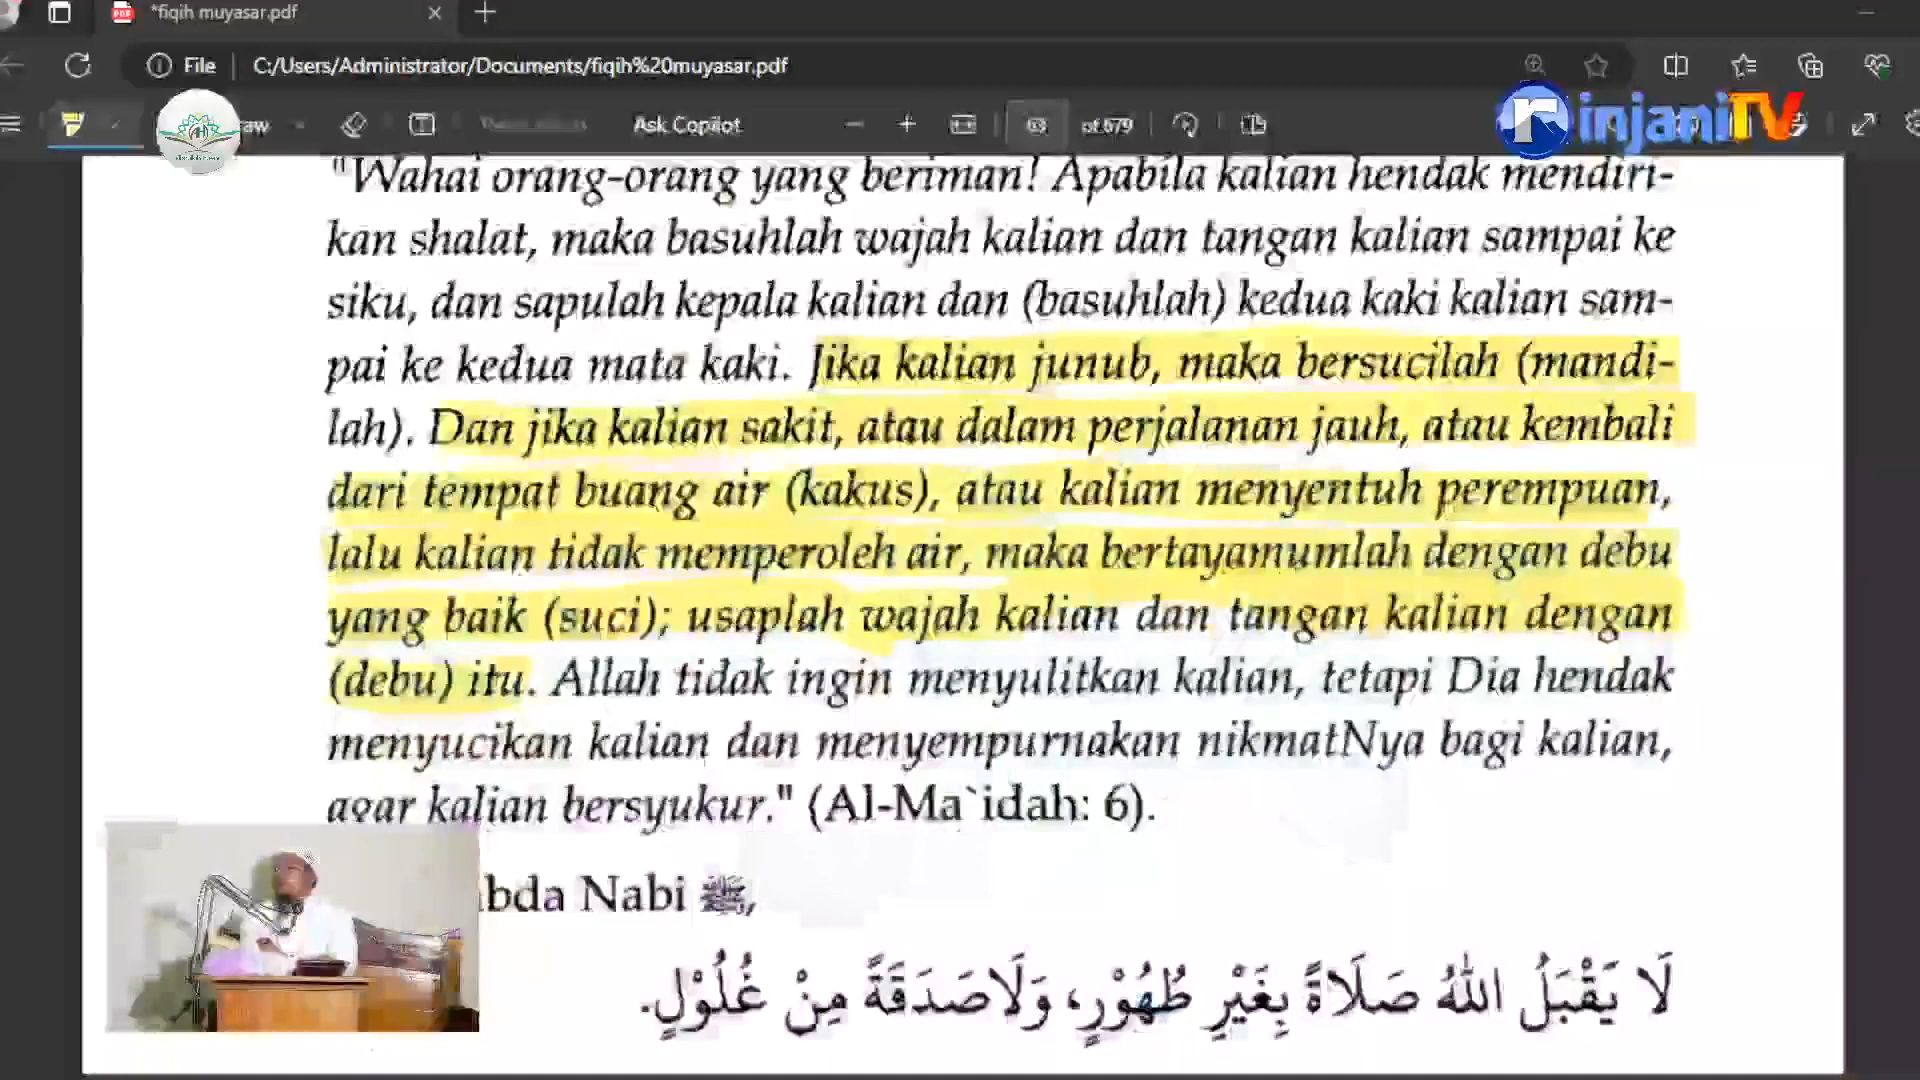 *fiqih muyasar.pdf
File
C:/Users/Administrator/Documents/fiqih%20muyasar.pdf
aw
Ask Copilot
63 of 679
rinjaniTV
"Wahai orang-orang yang beriman! Apabila kalian hendak mendiri-
kan shalat, maka basuhlah wajah kalian dan tangan kalian sampai ke
siku, dan sapulah kepala kalian dan (basuhlah) kedua kaki kalian sam-
pai ke kedua mata kaki. Jika kalian junub, maka bersucilah (mandi-
lah). Dan jika kalian sakit, atau dalam perjalanan jauh, atau kembali
dari tempat buang air (kakus), atau kalian menyentuh perempuan,
lalu kalian tidak memperoleh air, maka bertayamumlah dengan debu
yang baik (suci); usaplah wajah kalian dan tangan kalian dengan
(debu) itu. Allah tidak ingin menyulitkan kalian, tetapi Dia hendak
menyucikan kalian dan menyempurnakan nikmatNya bagi kalian,
agar kalian bersyukur." (Al-Ma`idah: 6).
bda Nabi ﷺ,
لَا يَقْبَلُ اللهُ صَلَاةً بِغَيْرِ طُهُوْرٍ، وَلَا صَدَقَةً مِنْ غُلُوْلٍ.